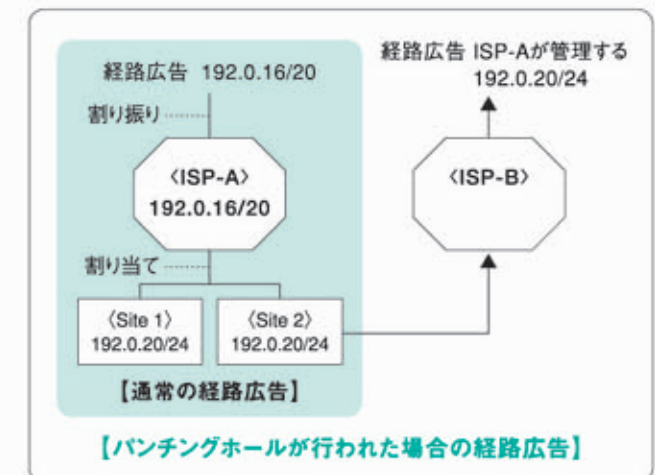 経路広告 192.0.16/20
割り振り
〈ISP-A〉
192.0.16/20
割り当て
〈Site 1〉
192.0.20/24
〈Site 2〉
192.0.20/24
【通常の経路広告】
経路広告 ISP-Aが管理する
192.0.20/24
〈ISP-B〉
【パンチングホールが行われた場合の経路広告】